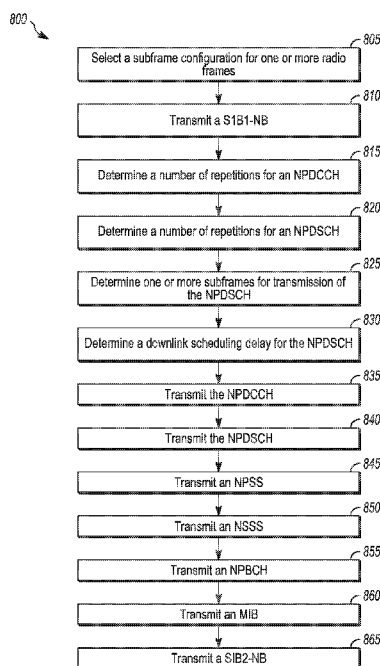 800
805
Select a subframe configuration for one or more radio
frames
810
Transmit a S1B1-NB
815
Determine a number of repetitions for an NPDCCH
820
Determine a number of repetitions for an NPDSCH
825
Determine one or more subframes for transmission of
the NPDSCH
830
Determine a downlink scheduling delay for the NPDSCH
835
Transmit the NPDCCH
840
Transmit the NPDSCH
845
Transmit an NPSS
850
Transmit an NSSS
855
Transmit an NPBCH
860
Transmit an MIB
865
Transmit a SIB2-NB